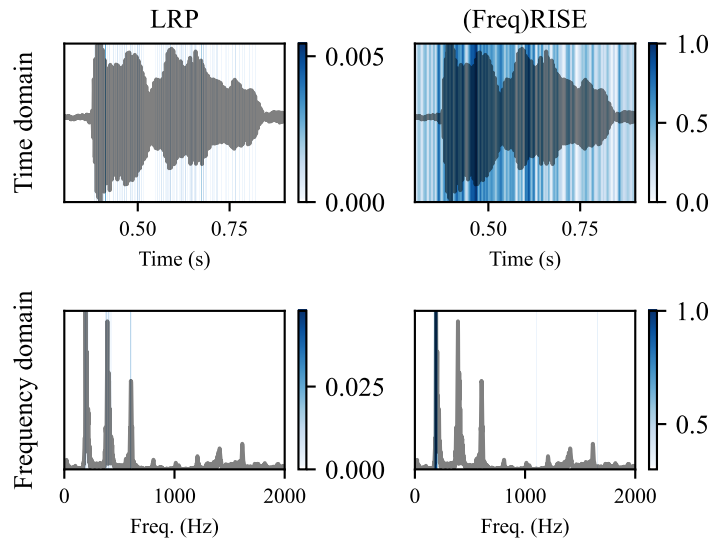 LRP
(Freq)RISE
Time domain
0.005
0.000
1.0
0.5
0.0
0.50 0.75
0.50 0.75
Time (s)
Time (s)
Frequency domain
0.025
0.000
1.0
0.5
0 1000 2000
0 1000 2000
Freq. (Hz)
Freq. (Hz)